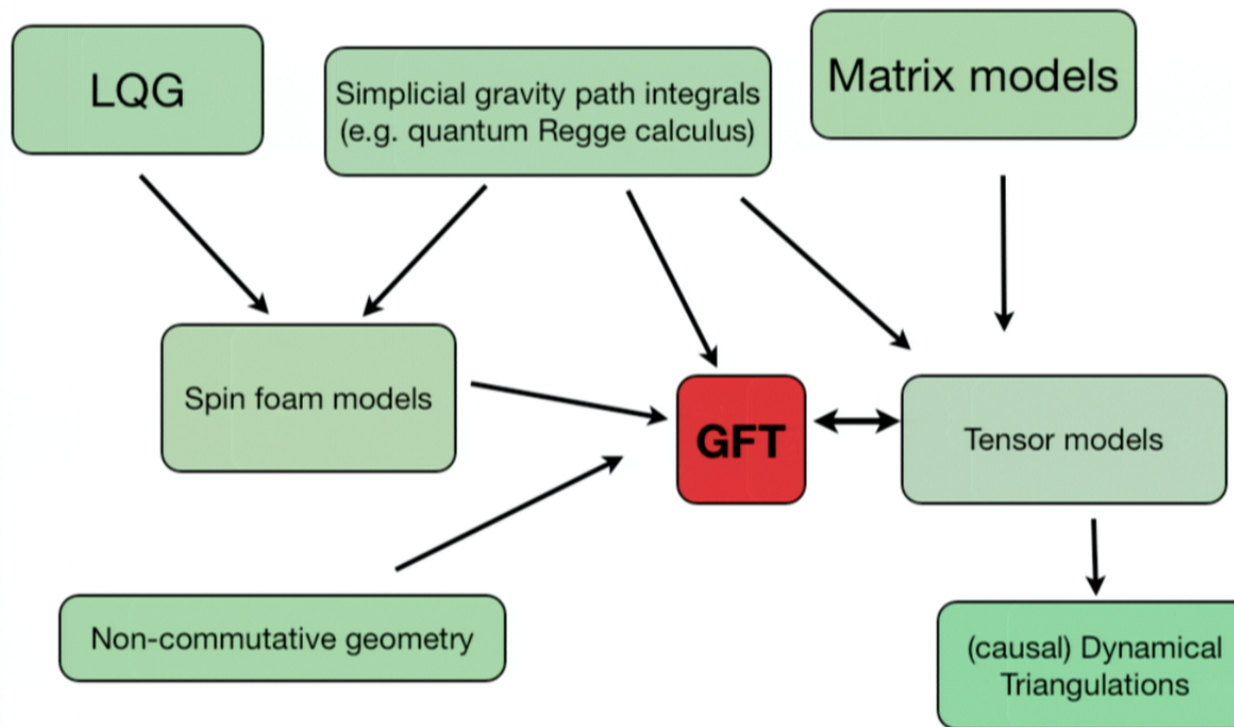 LQG
Simplicial gravity path integrals
(e.g. quantum Regge calculus)
Matrix models
Spin foam models
GFT
Tensor models
Non-commutative geometry
(causal) Dynamical
Triangulations